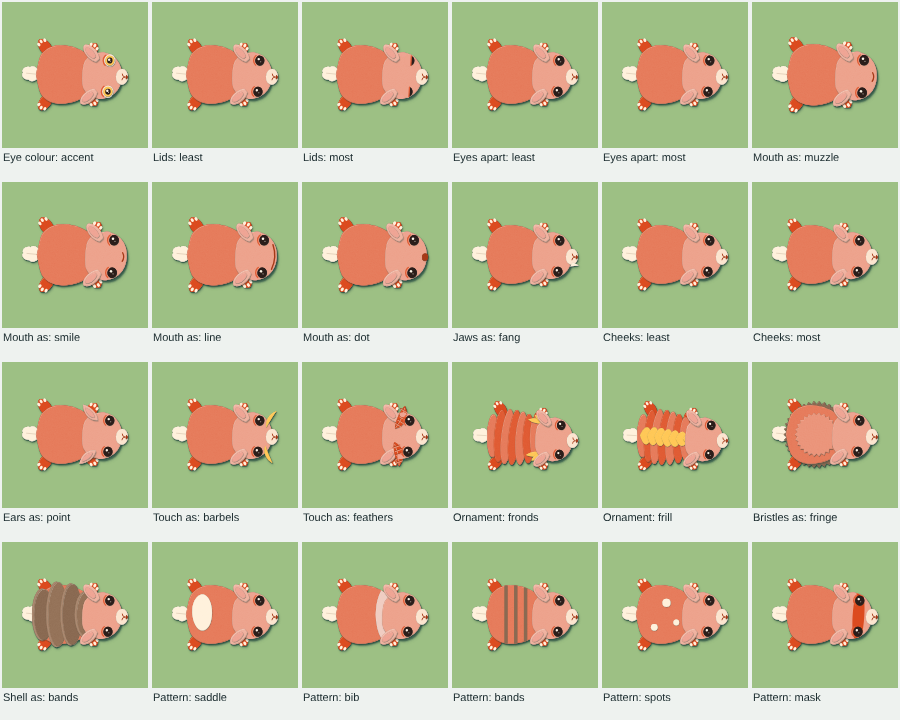 Eye colour: accent
Lids: least
Lids: most
Eyes apart: least
Eyes apart: most
Mouth as: muzzle
Mouth as: smile
Mouth as: line
Mouth as: dot
Jaws as: fang
Cheeks: least
Cheeks: most
Ears as: point
Touch as: barbels
Touch as: feathers
Ornament: fronds
Ornament: frill
Bristles as: fringe
Shell as: bands
Pattern: saddle
Pattern: bib
Pattern: bands
Pattern: spots
Pattern: mask